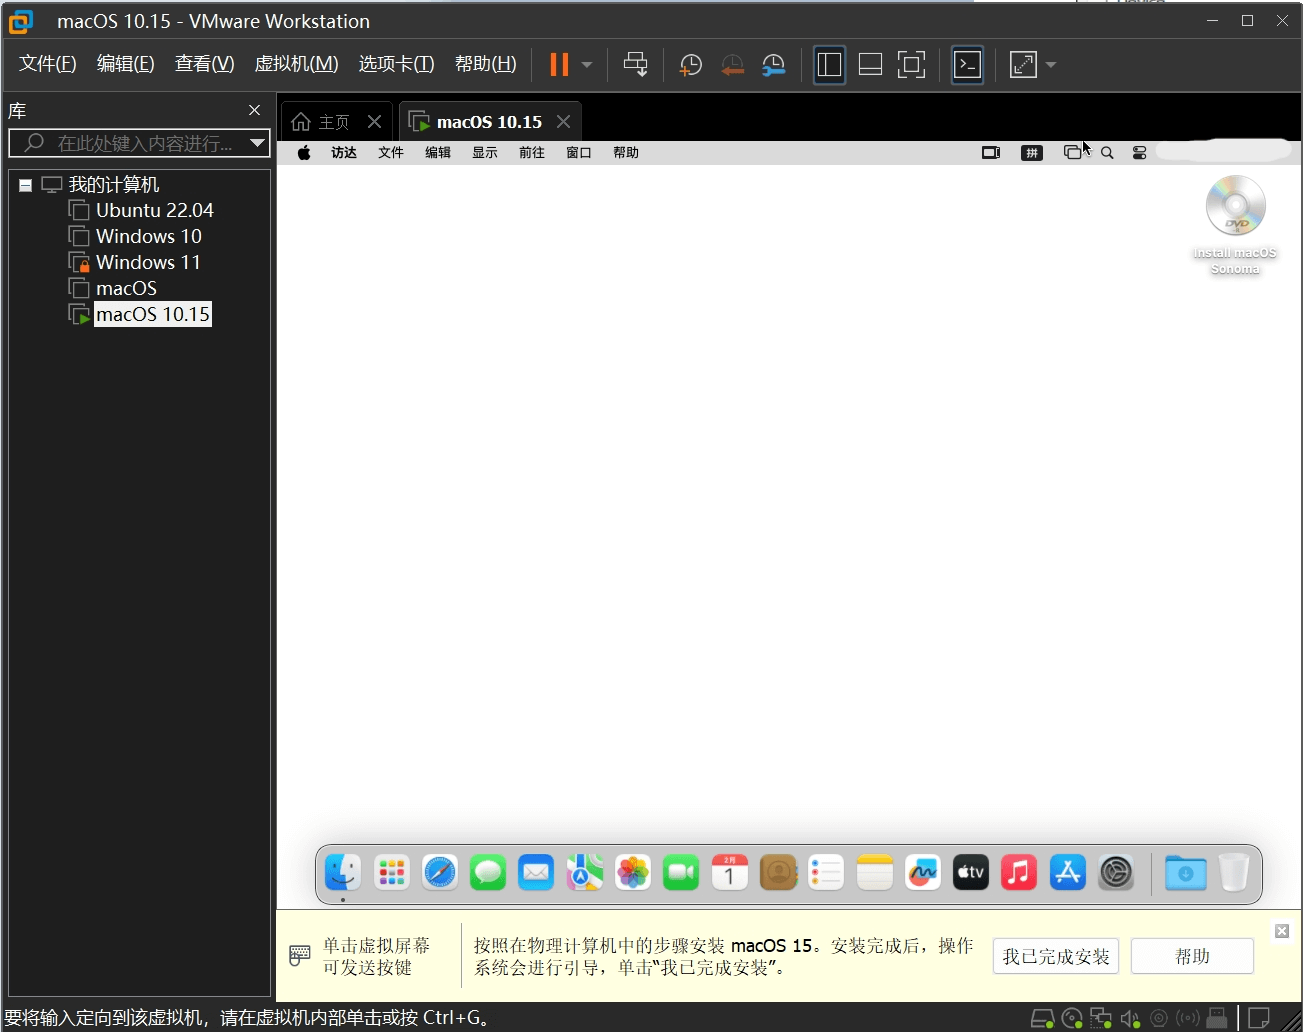 macOS 10.15 - VMware Workstation
文件(F) 编辑(E) 查看(V) 虚拟机(M) 选项卡(T) 帮助(H)
库
在此处键入内容进行...
我的计算机
Ubuntu 22.04
Windows 10
Windows 11
macOS
macOS 10.15
主页
macOS 10.15
访达 文件 编辑 显示 前往 窗口 帮助
拼
DVD
Install macOS
Sonoma
2月
1
tv
单击虚拟屏幕
可发送按键
按照在物理计算机中的步骤安装 macOS 15。安装完成后，操作
系统会进行引导，单击“我已完成安装”。
我已完成安装
帮助
要将输入定向到该虚拟机，请在虚拟机内部单击或按 Ctrl+G。